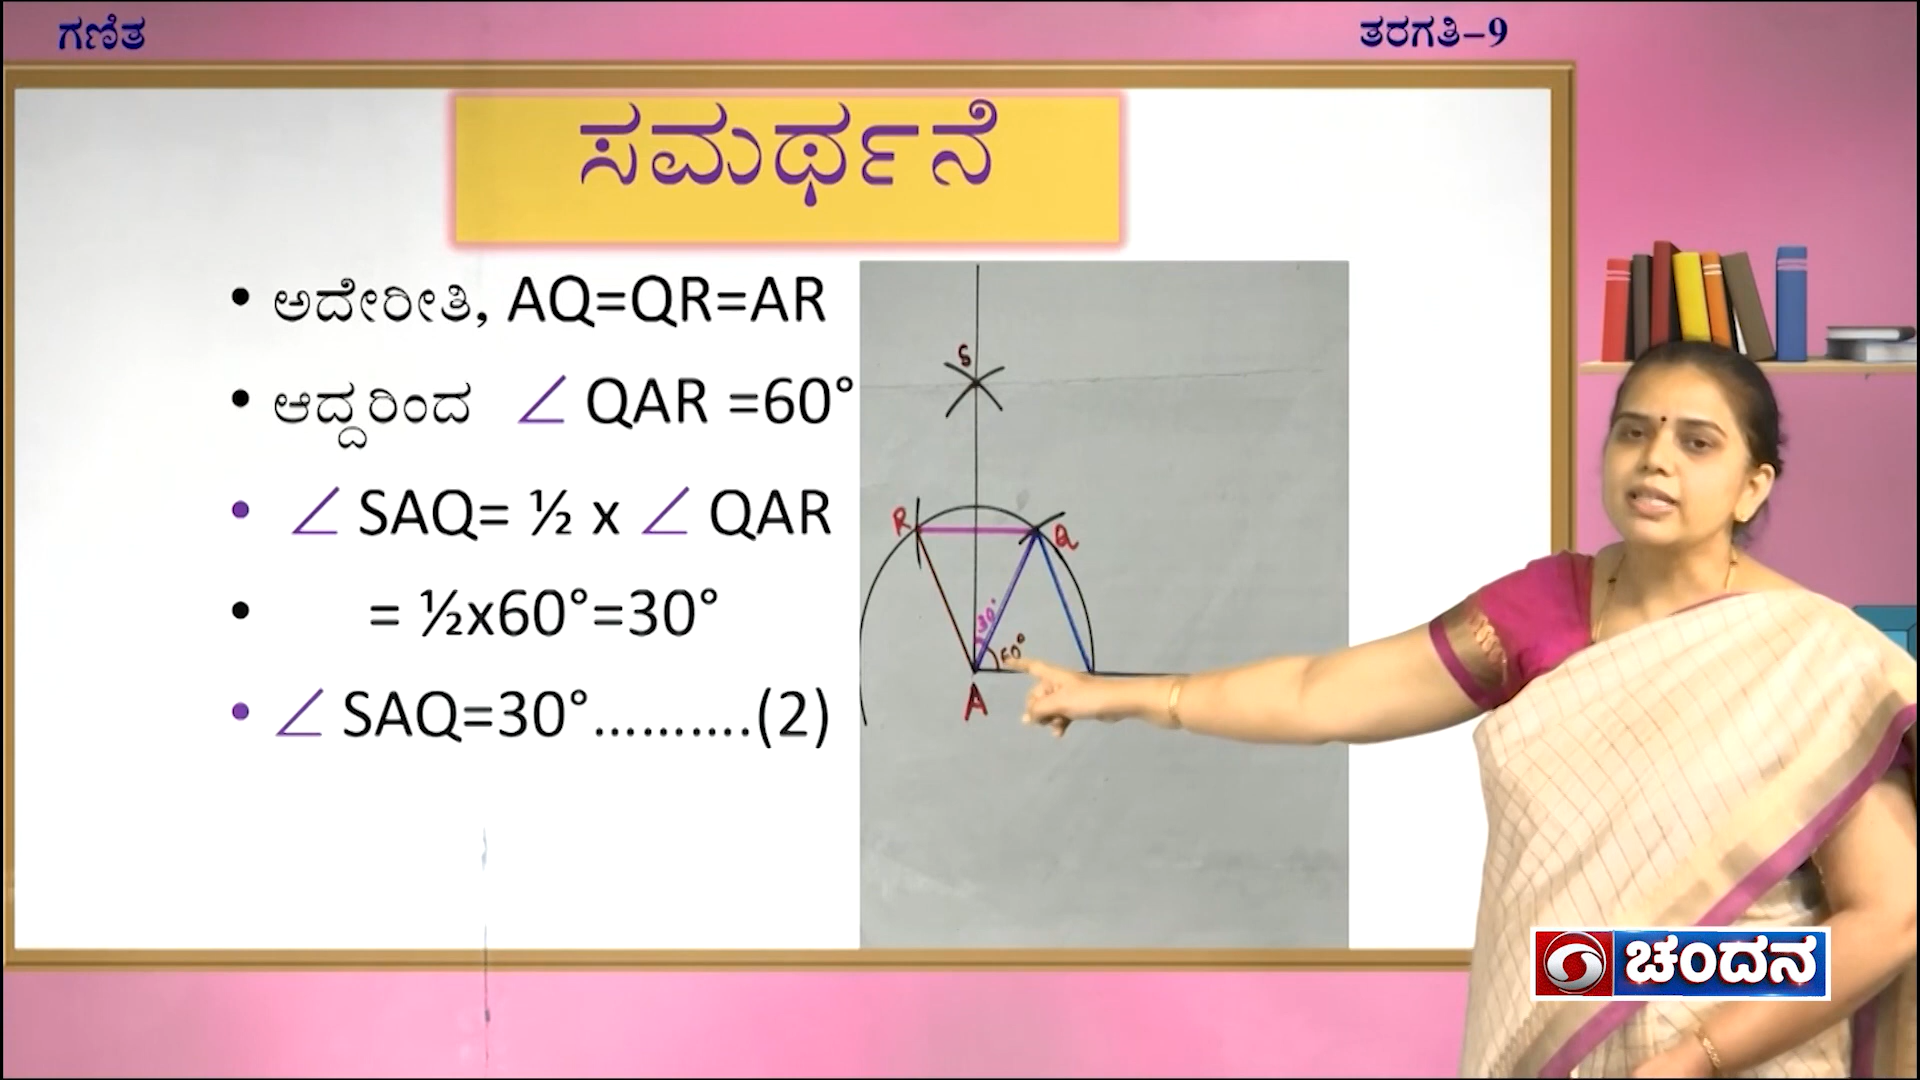 ಗಣಿತ
ತರಗತಿ-9
ಸಮರ್ಥನೆ
• ಅದೇರೀತಿ, AQ=QR=AR
• ಆದ್ದರಿಂದ ∠ QAR =60°
• ∠ SAQ= ½ x ∠ QAR
• = ½x60°=30°
• ∠ SAQ=30°..........(2)
S
R
Q
30°
60°
A
ಚಂದನ